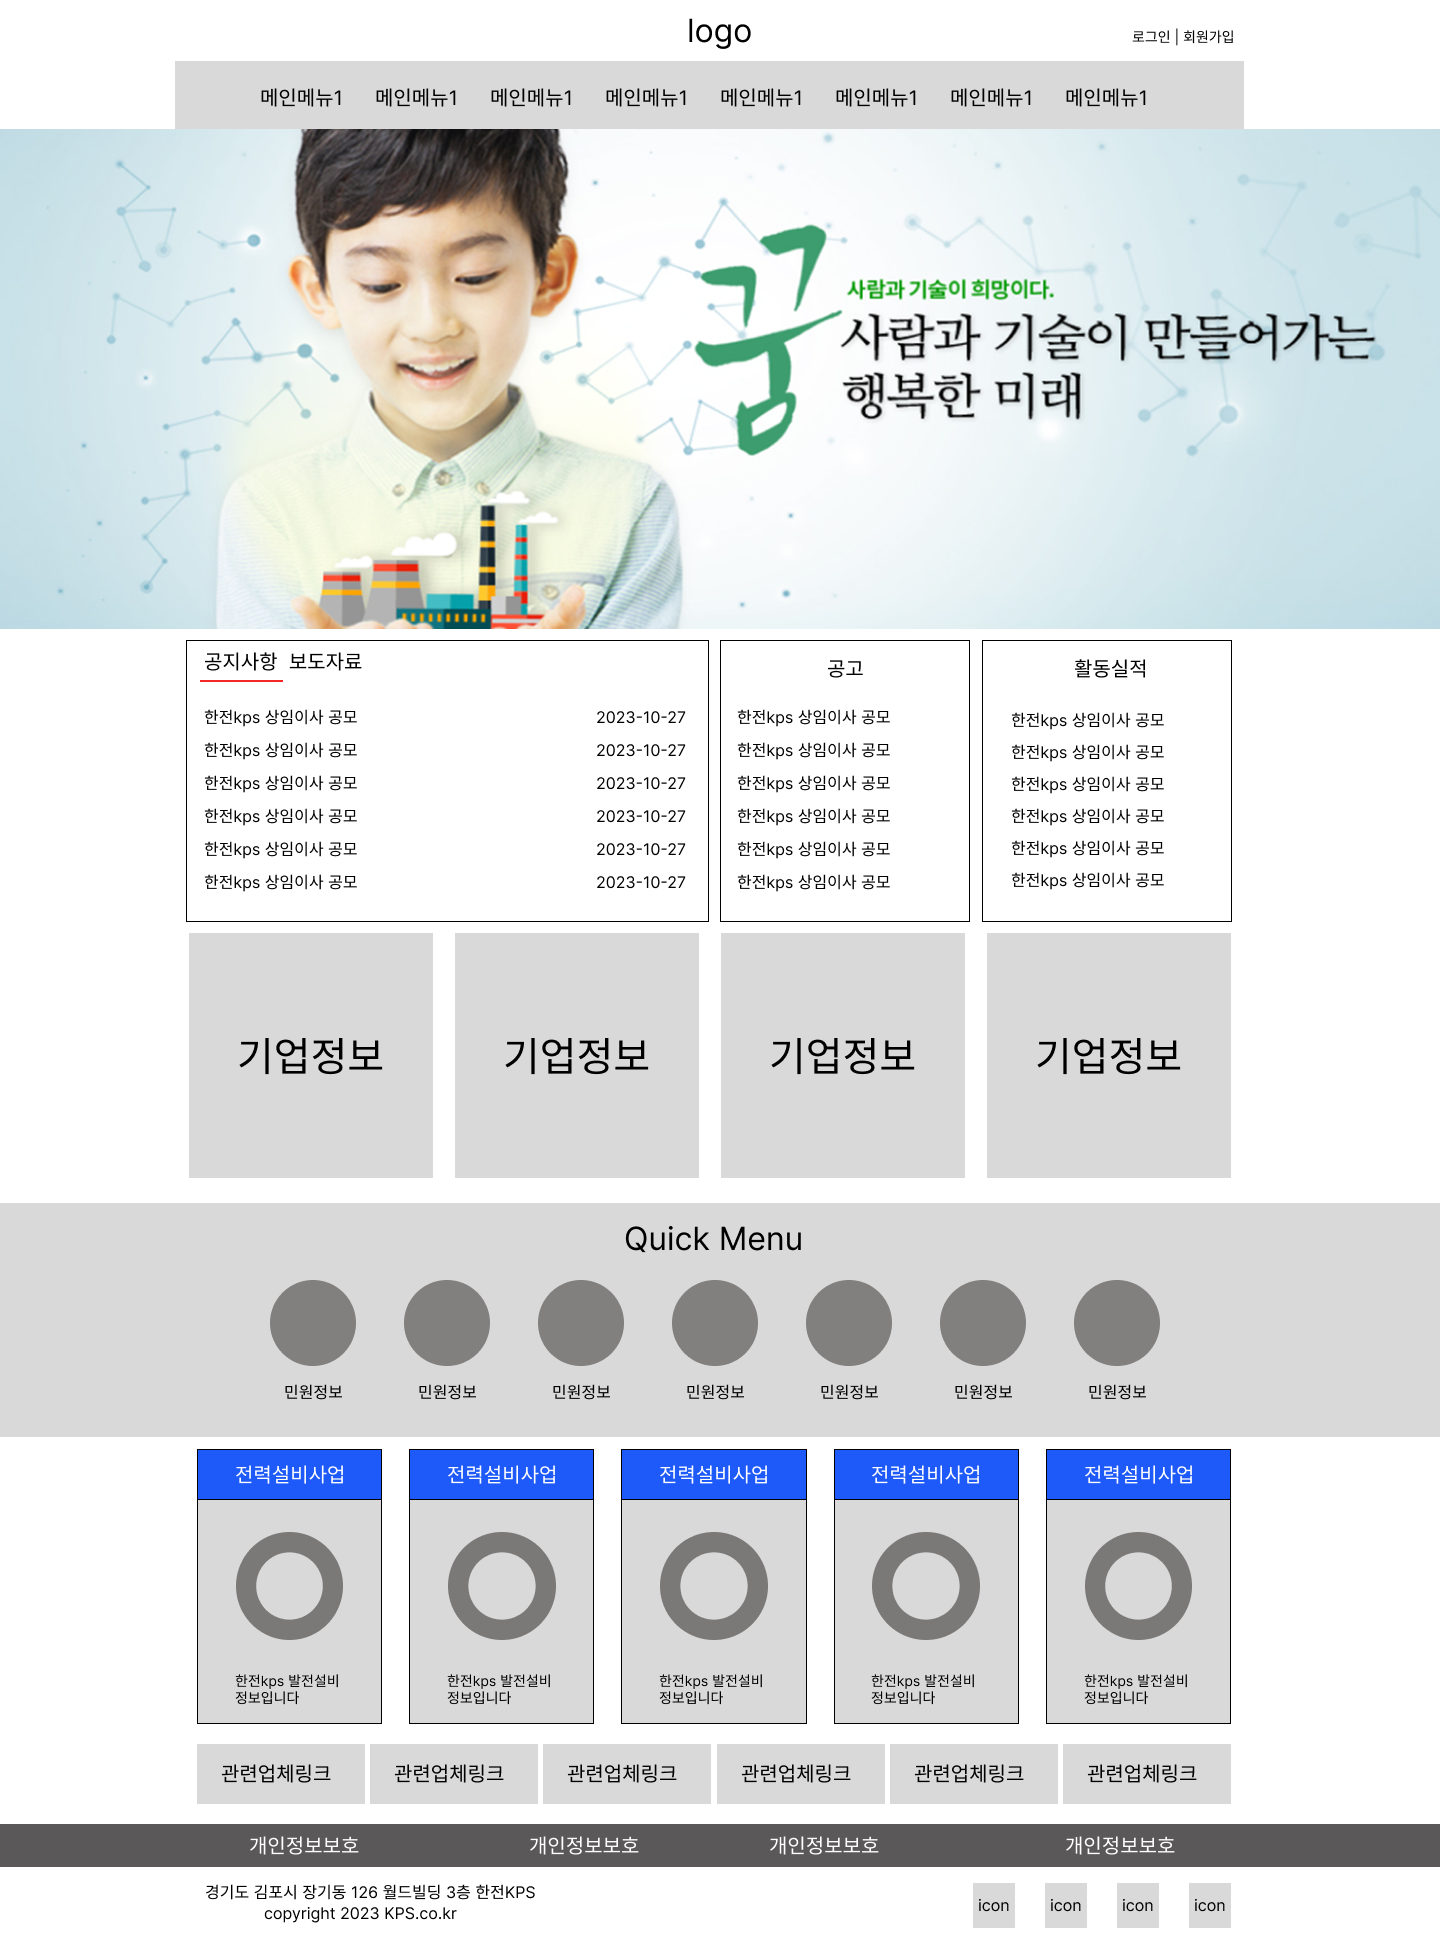 logo
로그인 | 회원가입
메인메뉴1 메인메뉴1 메인메뉴1 메인메뉴1 메인메뉴1 메인메뉴1 메인메뉴1 메인메뉴1
꿈
사람과 기술이 희망이다.
사람과 기술이 만들어가는
행복한 미래
공지사항 보도자료
한전kps 상임이사 공모 2023-10-27
한전kps 상임이사 공모 2023-10-27
한전kps 상임이사 공모 2023-10-27
한전kps 상임이사 공모 2023-10-27
한전kps 상임이사 공모 2023-10-27
한전kps 상임이사 공모 2023-10-27
공고
한전kps 상임이사 공모
한전kps 상임이사 공모
한전kps 상임이사 공모
한전kps 상임이사 공모
한전kps 상임이사 공모
한전kps 상임이사 공모
활동실적
한전kps 상임이사 공모
한전kps 상임이사 공모
한전kps 상임이사 공모
한전kps 상임이사 공모
한전kps 상임이사 공모
한전kps 상임이사 공모
기업정보 기업정보 기업정보 기업정보
Quick Menu
민원정보 민원정보 민원정보 민원정보 민원정보 민원정보 민원정보
전력설비사업
한전kps 발전설비
정보입니다
전력설비사업
한전kps 발전설비
정보입니다
전력설비사업
한전kps 발전설비
정보입니다
전력설비사업
한전kps 발전설비
정보입니다
전력설비사업
한전kps 발전설비
정보입니다
관련업체링크 관련업체링크 관련업체링크 관련업체링크 관련업체링크 관련업체링크
개인정보보호 개인정보보호 개인정보보호 개인정보보호
경기도 김포시 장기동 126 월드빌딩 3층 한전KPS
copyright 2023 KPS.co.kr
icon icon icon icon